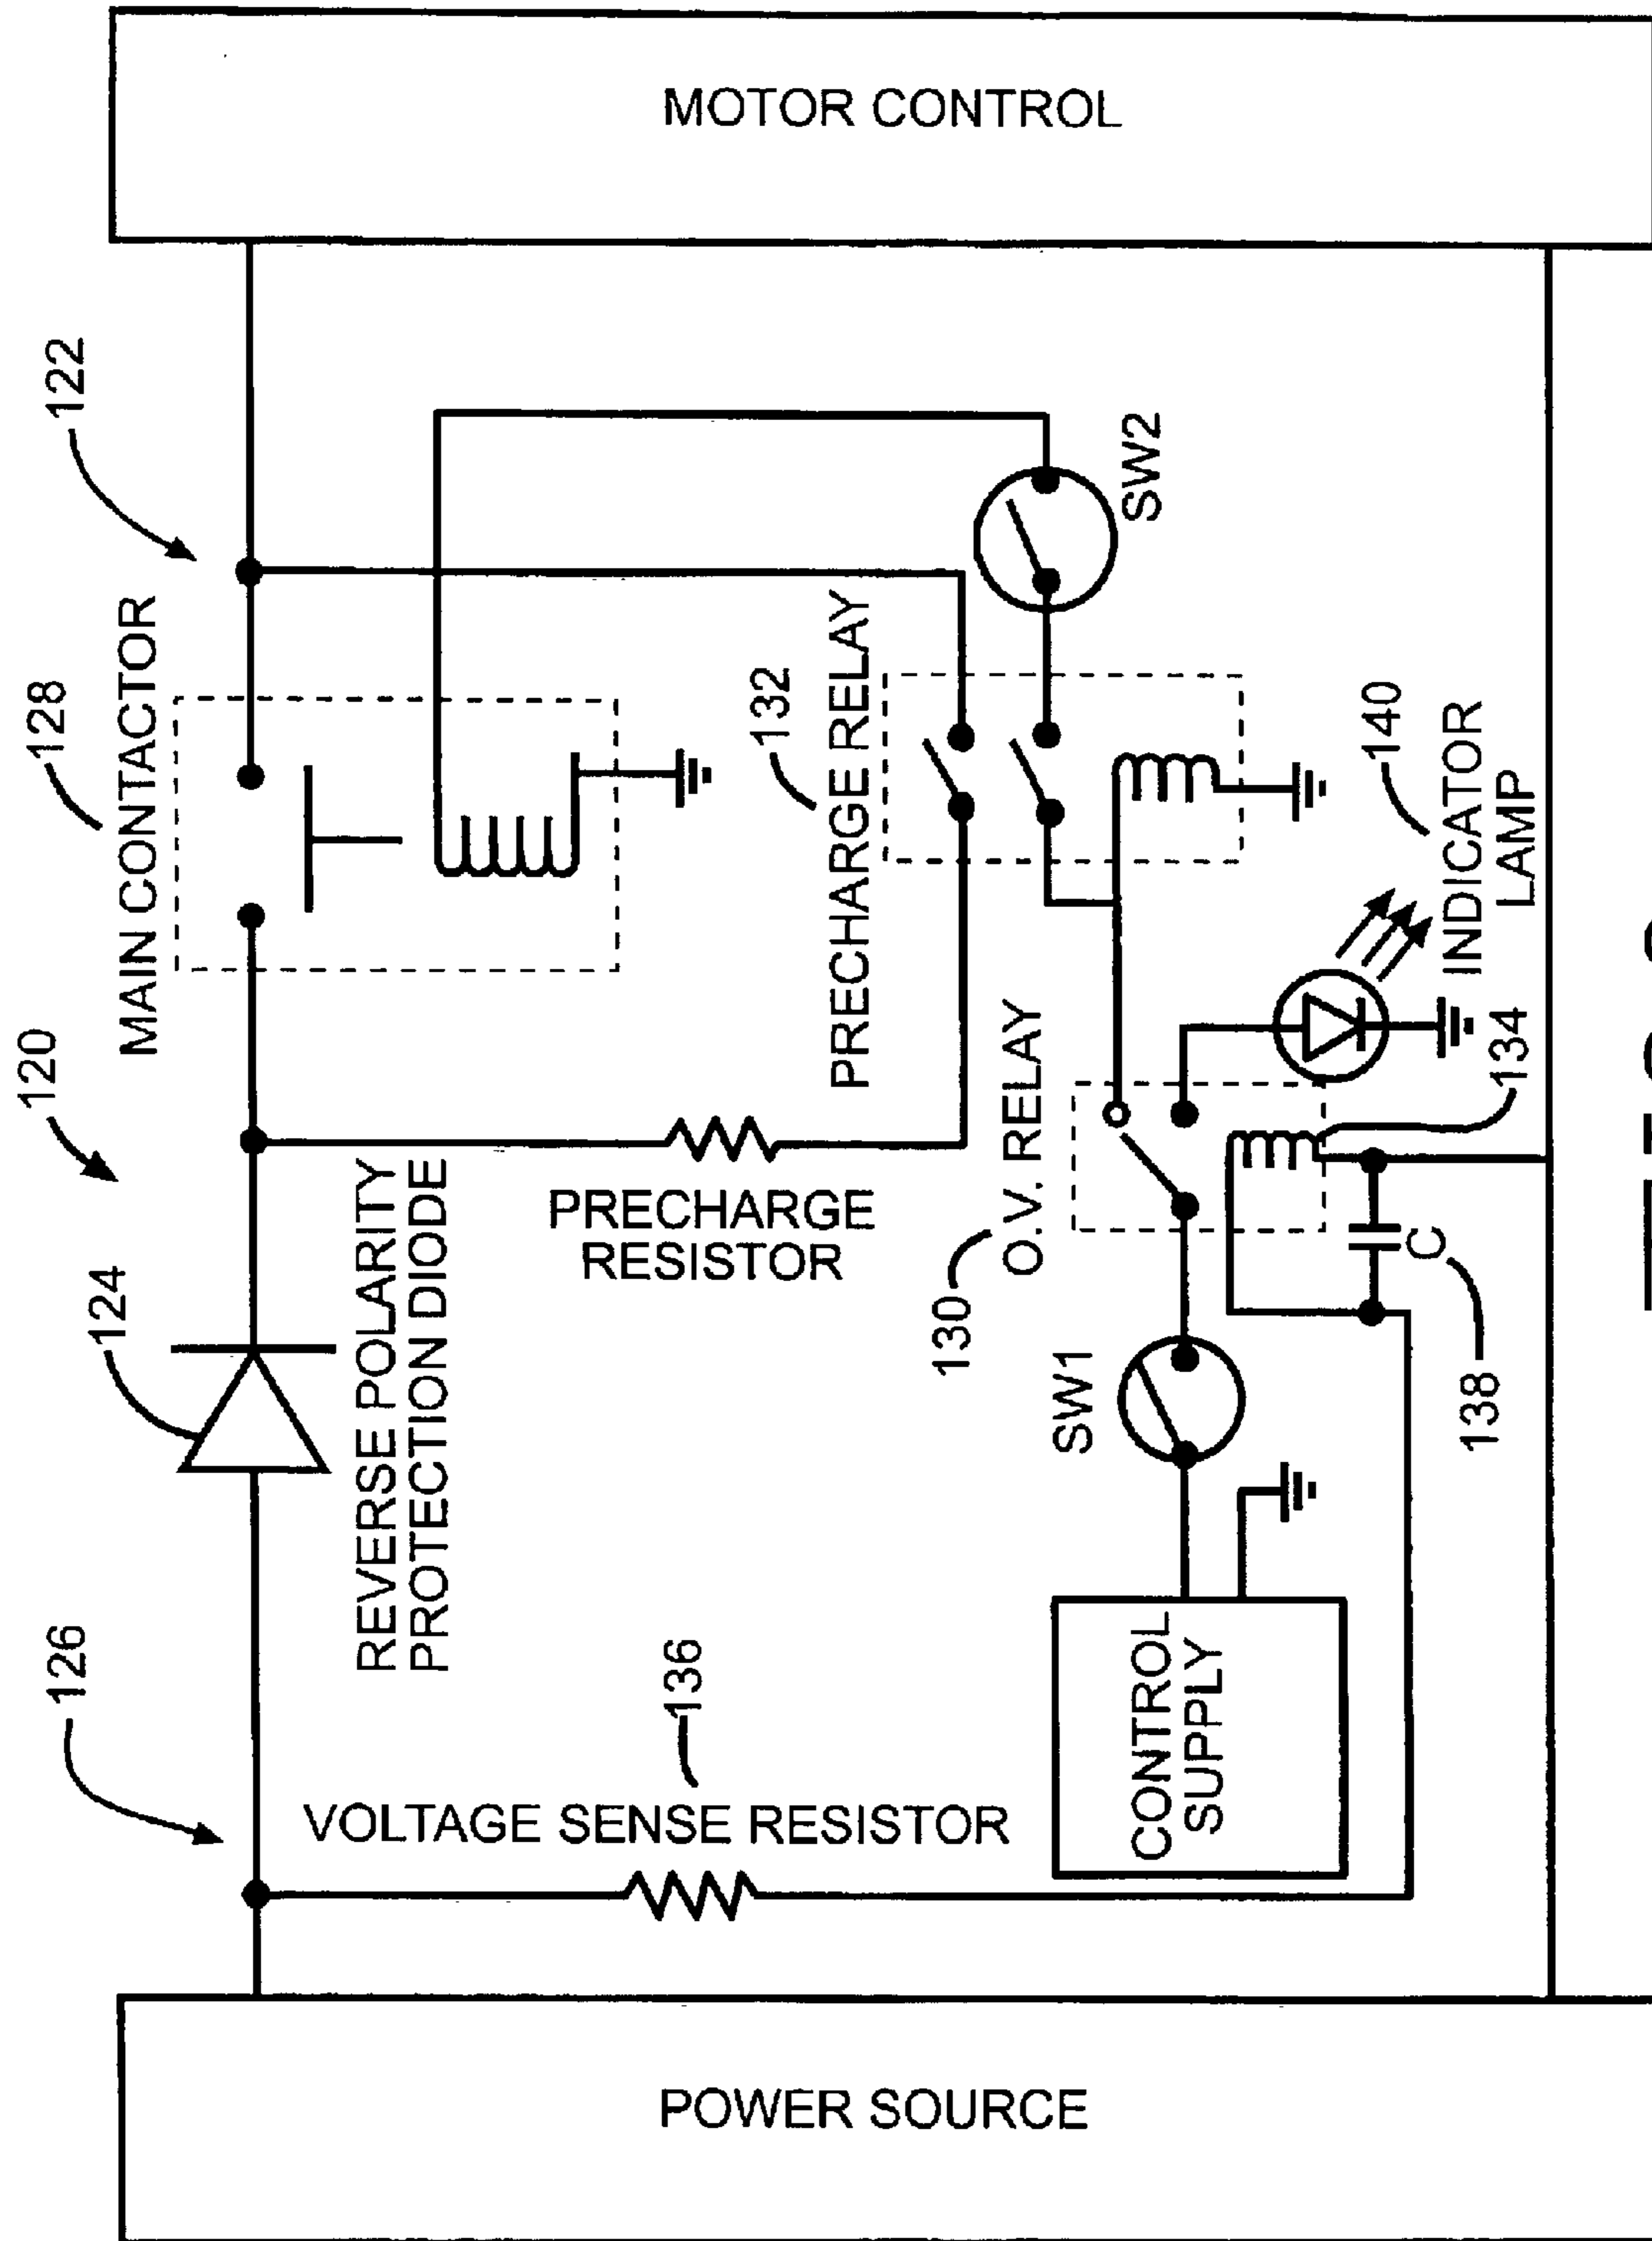 MOTOR CONTROL
122
128
MAIN CONTACTOR
120
124
REVERSE POLARITY
PROTECTION DIODE
126
136
VOLTAGE SENSE RESISTOR
PRECHARGE
RESISTOR
132
PRECHARGE RELAY
SW2
140
INDICATOR
LAMP
134
O.V. RELAY
130
SW1
C
138
CONTROL
SUPPLY
POWER SOURCE